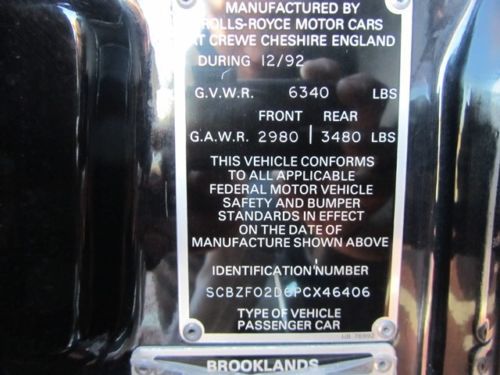 MANUFACTURED BY
ROLLS-ROYCE MOTOR CARS
AT CREWE CHESHIRE ENGLAND
DURING 12/92
G.V.W.R. 6340 LBS
FRONT REAR
G.A.W.R. 2980 3480 LBS
THIS VEHICLE CONFORMS
TO ALL APPLICABLE
FEDERAL MOTOR VEHICLE
SAFETY AND BUMPER
STANDARDS IN EFFECT
ON THE DATE OF
MANUFACTURE SHOWN ABOVE
IDENTIFICATION NUMBER
SCBZF02D6PCX46406
TYPE OF VEHICLE
PASSENGER CAR
BROOKLANDS